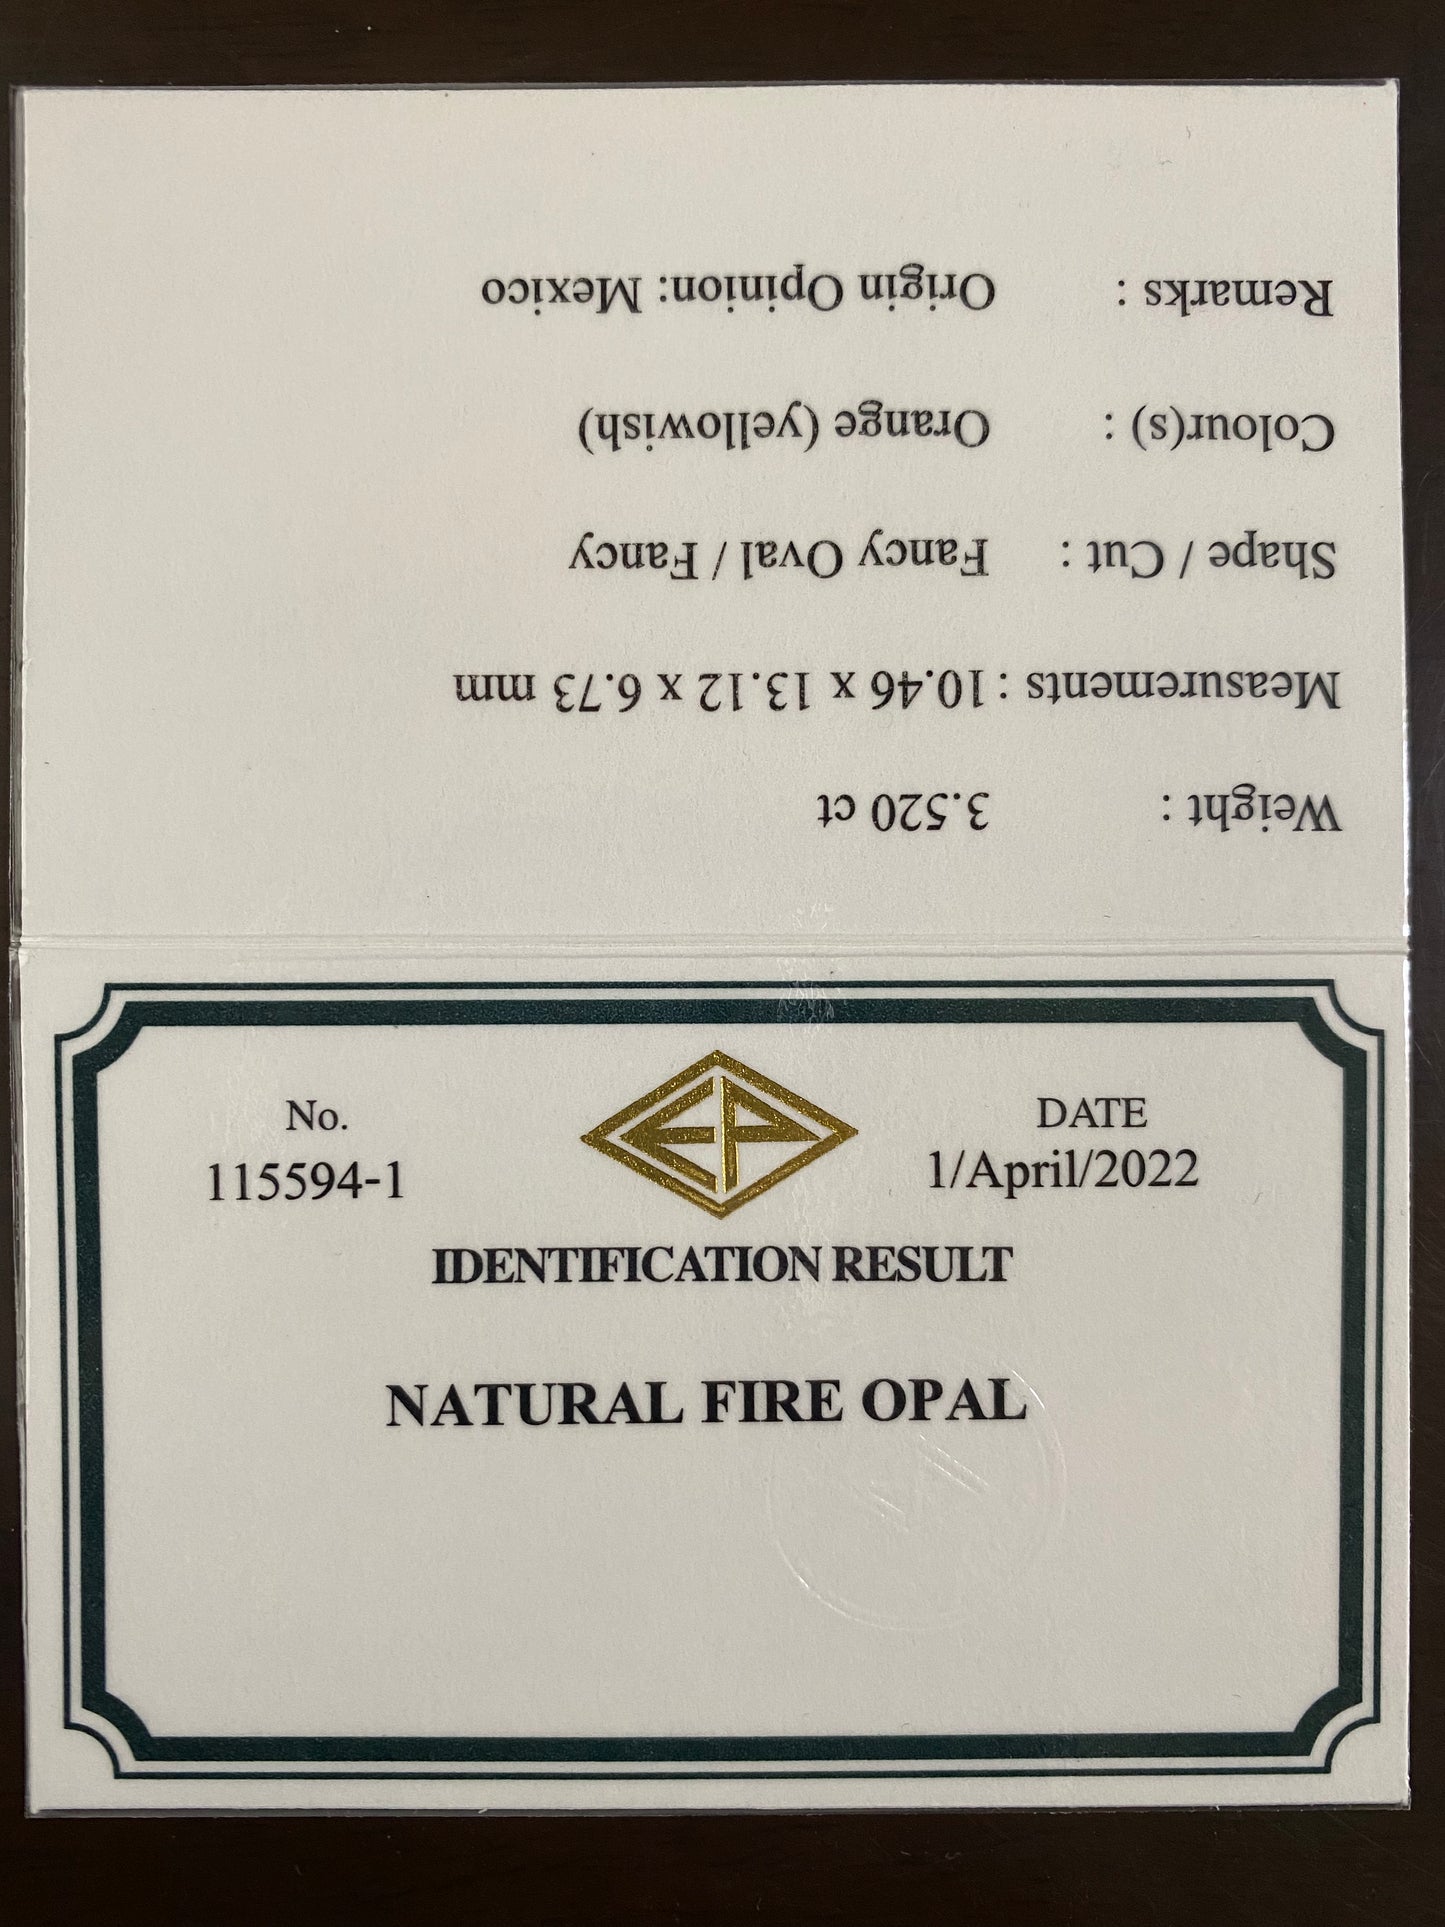 Weight : 3.520 ct
Measurements : 10.46 x 13.12 x 6.73 mm
Shape / Cut : Fancy Oval / Fancy
Colour(s) : Orange (yellowish)
Remarks : Origin Opinion: Mexico
No.
115594-1
EP
DATE
1/April/2022
IDENTIFICATION RESULT
NATURAL FIRE OPAL